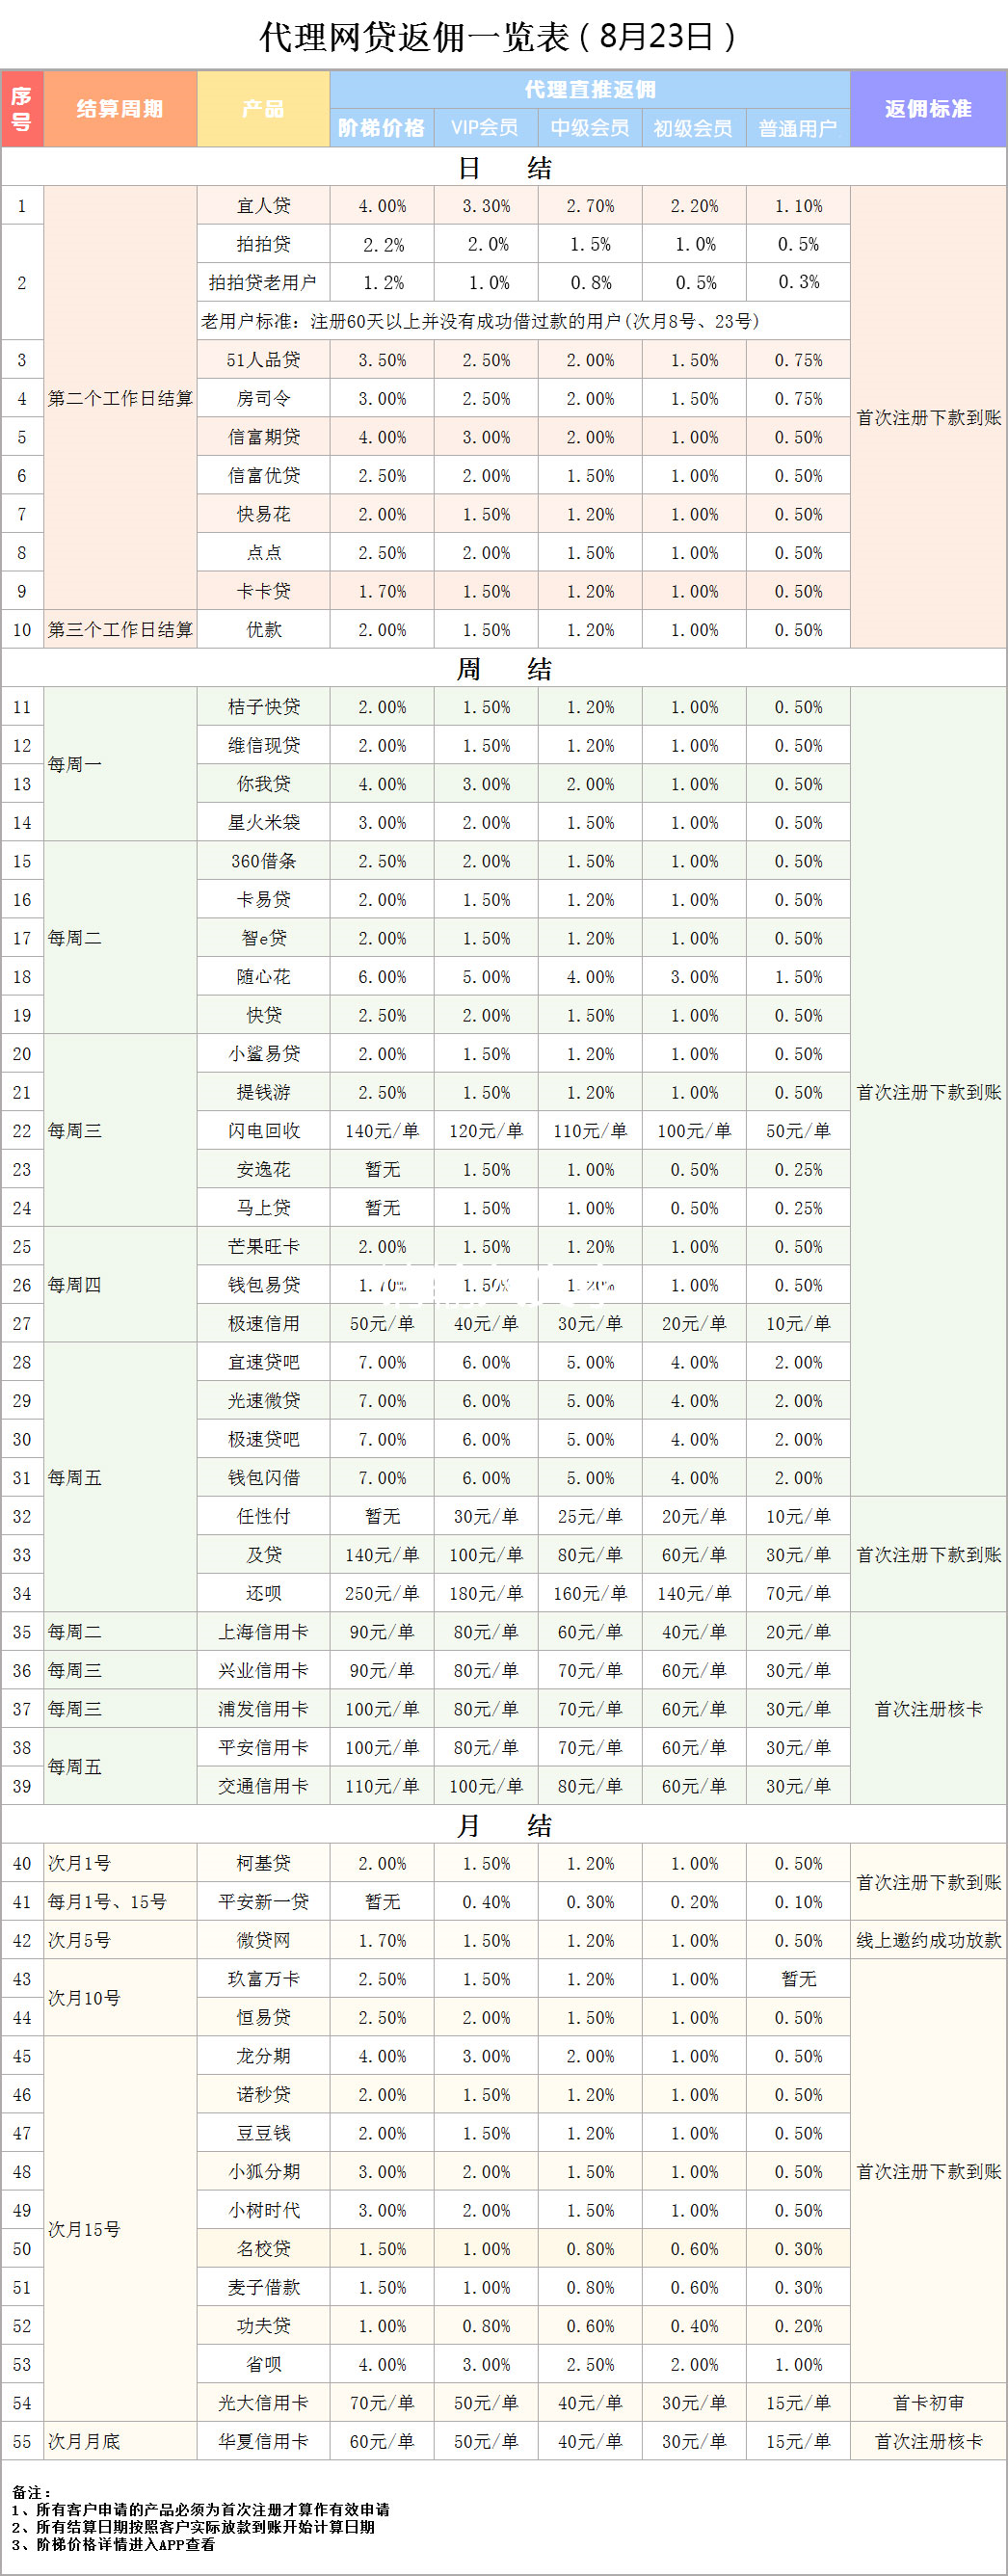 代理网贷返佣一览表（8月23日）
序号 结算周期 产品 代理直推返佣 返佣标准
阶梯价格 VIP会员 中级会员 初级会员 普通用户
日 结
1 第二个工作日结算 宜人贷 4.00% 3.30% 2.70% 2.20% 1.10% 首次注册下款到账
2 拍拍贷 2.2% 2.0% 1.5% 1.0% 0.5%
拍拍贷老用户 1.2% 1.0% 0.8% 0.5% 0.3%
老用户标准：注册60天以上并没有成功借过款的用户(次月8号、23号)
3 51人品贷 3.50% 2.50% 2.00% 1.50% 0.75%
4 房司令 3.00% 2.50% 2.00% 1.50% 0.75%
5 信富期贷 4.00% 3.00% 2.00% 1.00% 0.50%
6 信富优贷 2.50% 2.00% 1.50% 1.00% 0.50%
7 快易花 2.00% 1.50% 1.20% 1.00% 0.50%
8 点点 2.50% 2.00% 1.50% 1.00% 0.50%
9 卡卡贷 1.70% 1.50% 1.20% 1.00% 0.50%
10 第三个工作日结算 优款 2.00% 1.50% 1.20% 1.00% 0.50%
周 结
11 每周一 桔子快贷 2.00% 1.50% 1.20% 1.00% 0.50% 首次注册下款到账
12 维信现贷 2.00% 1.50% 1.20% 1.00% 0.50%
13 你我贷 4.00% 3.00% 2.00% 1.00% 0.50%
14 星火米袋 3.00% 2.00% 1.50% 1.00% 0.50%
15 每周二 360借条 2.50% 2.00% 1.50% 1.00% 0.50%
16 卡易贷 2.00% 1.50% 1.20% 1.00% 0.50%
17 智e贷 2.00% 1.50% 1.20% 1.00% 0.50%
18 随心花 6.00% 5.00% 4.00% 3.00% 1.50%
19 快贷 2.50% 2.00% 1.50% 1.00% 0.50%
20 每周三 小鲨易贷 2.00% 1.50% 1.20% 1.00% 0.50%
21 提钱游 2.50% 1.50% 1.20% 1.00% 0.50%
22 闪电回收 140元/单 120元/单 110元/单 100元/单 50元/单
23 安逸花 暂无 1.50% 1.00% 0.50% 0.25%
24 马上贷 暂无 1.50% 1.00% 0.50% 0.25%
25 每周四 芒果旺卡 2.00% 1.50% 1.20% 1.00% 0.50%
26 钱包易贷 1.70% 1.50% 1.20% 1.00% 0.50%
27 极速信用 50元/单 40元/单 30元/单 20元/单 10元/单
28 每周五 宜速贷吧 7.00% 6.00% 5.00% 4.00% 2.00%
29 光速微贷 7.00% 6.00% 5.00% 4.00% 2.00%
30 极速贷吧 7.00% 6.00% 5.00% 4.00% 2.00%
31 钱包闪借 7.00% 6.00% 5.00% 4.00% 2.00%
32 任性付 暂无 30元/单 25元/单 20元/单 10元/单 首次注册下款到账
33 及贷 140元/单 100元/单 80元/单 60元/单 30元/单
34 还呗 250元/单 180元/单 160元/单 140元/单 70元/单
35 每周二 上海信用卡 90元/单 80元/单 60元/单 40元/单 20元/单 首次注册核卡
36 每周三 兴业信用卡 90元/单 80元/单 70元/单 60元/单 30元/单
37 每周三 浦发信用卡 100元/单 80元/单 70元/单 60元/单 30元/单
38 每周五 平安信用卡 100元/单 80元/单 70元/单 60元/单 30元/单
39 交通信用卡 110元/单 100元/单 80元/单 60元/单 30元/单
月 结
40 次月1号 柯基贷 2.00% 1.50% 1.20% 1.00% 0.50% 首次注册下款到账
41 每月1号、15号 平安新一贷 暂无 0.40% 0.30% 0.20% 0.10%
42 次月5号 微贷网 1.70% 1.50% 1.20% 1.00% 0.50% 线上邀约成功放款
43 次月10号 玖富万卡 2.50% 1.50% 1.20% 1.00% 暂无 首次注册下款到账
44 恒易贷 2.50% 2.00% 1.50% 1.00% 0.50%
45 次月15号 龙分期 4.00% 3.00% 2.00% 1.00% 0.50%
46 诺秒贷 2.00% 1.50% 1.20% 1.00% 0.50%
47 豆豆钱 2.00% 1.50% 1.20% 1.00% 0.50%
48 小狐分期 3.00% 2.00% 1.50% 1.00% 0.50%
49 小树时代 3.00% 2.00% 1.50% 1.00% 0.50%
50 名校贷 1.50% 1.00% 0.80% 0.60% 0.30%
51 麦子借款 1.50% 1.00% 0.80% 0.60% 0.30%
52 功夫贷 1.00% 0.80% 0.60% 0.40% 0.20%
53 省呗 4.00% 3.00% 2.50% 2.00% 1.00%
54 光大信用卡 70元/单 50元/单 40元/单 30元/单 15元/单 首卡初审
55 次月月底 华夏信用卡 60元/单 50元/单 40元/单 30元/单 15元/单 首次注册核卡
备注：
1、所有客户申请的产品必须为首次注册才算作有效申请
2、所有结算日期按照客户实际放款到账开始计算日期
3、阶梯价格详情进入APP查看